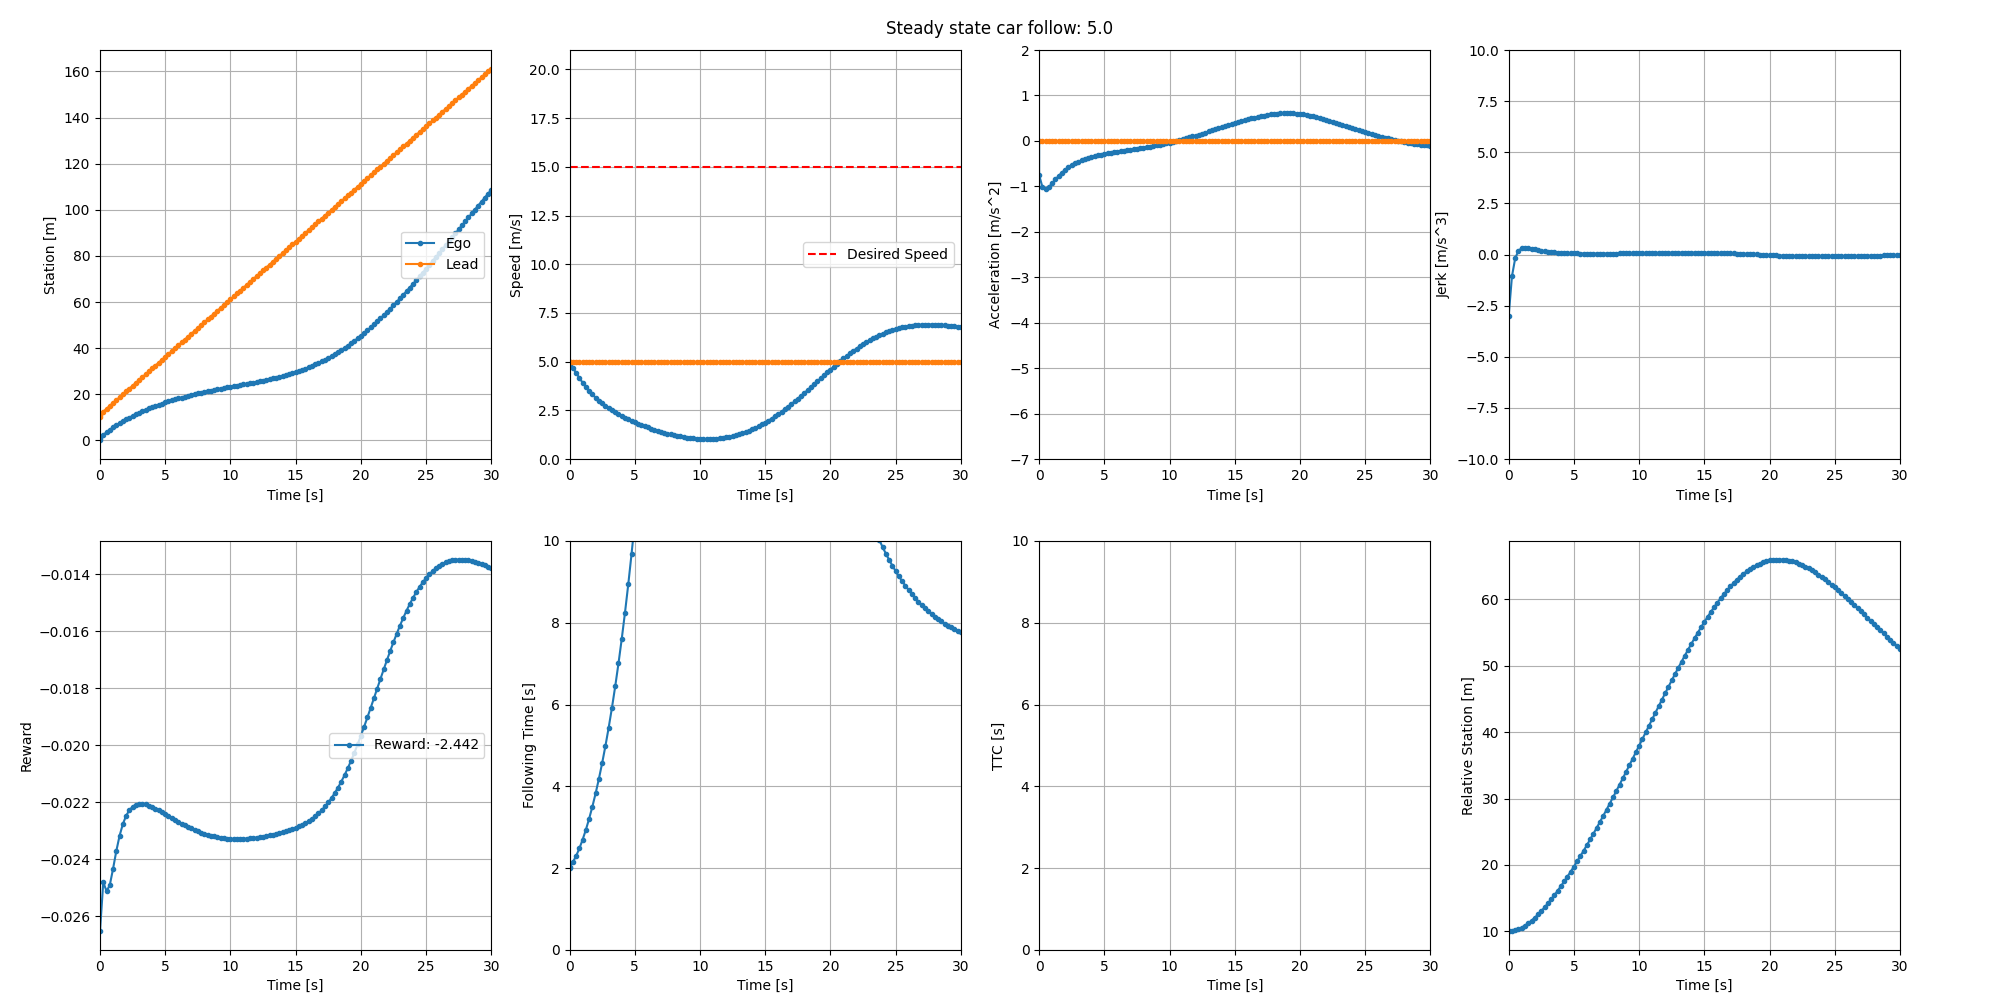 Steady state car follow: 5.0
160
140
120
100
80
60
40
20
0
Station [m]
Ego
Lead
0 5 10 15 20 25 30
Time [s]
20.0
17.5
15.0
12.5
10.0
7.5
5.0
2.5
0.0
Speed [m/s]
Desired Speed
0 5 10 15 20 25 30
Time [s]
2
1
0
−1
−2
−3
−4
−5
−6
−7
Acceleration [m/s^2]
0 5 10 15 20 25 30
Time [s]
10.0
7.5
5.0
2.5
0.0
−2.5
−5.0
−7.5
−10.0
Jerk [m/s^3]
0 5 10 15 20 25 30
Time [s]
−0.014
−0.016
−0.018
−0.020
−0.022
−0.024
−0.026
Reward
Reward: -2.442
0 5 10 15 20 25 30
Time [s]
10
8
6
4
2
0
Following Time [s]
0 5 10 15 20 25 30
Time [s]
10
8
6
4
2
0
TTC [s]
0 5 10 15 20 25 30
Time [s]
60
50
40
30
20
10
Relative Station [m]
0 5 10 15 20 25 30
Time [s]